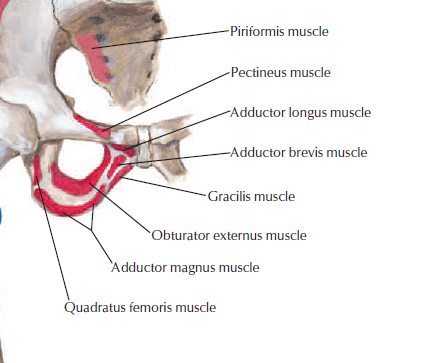 Piriformis muscle
Pectineus muscle
Adductor longus muscle
Adductor brevis muscle
Gracilis muscle
Obturator externus muscle
Adductor magnus muscle
Quadratus femoris muscle